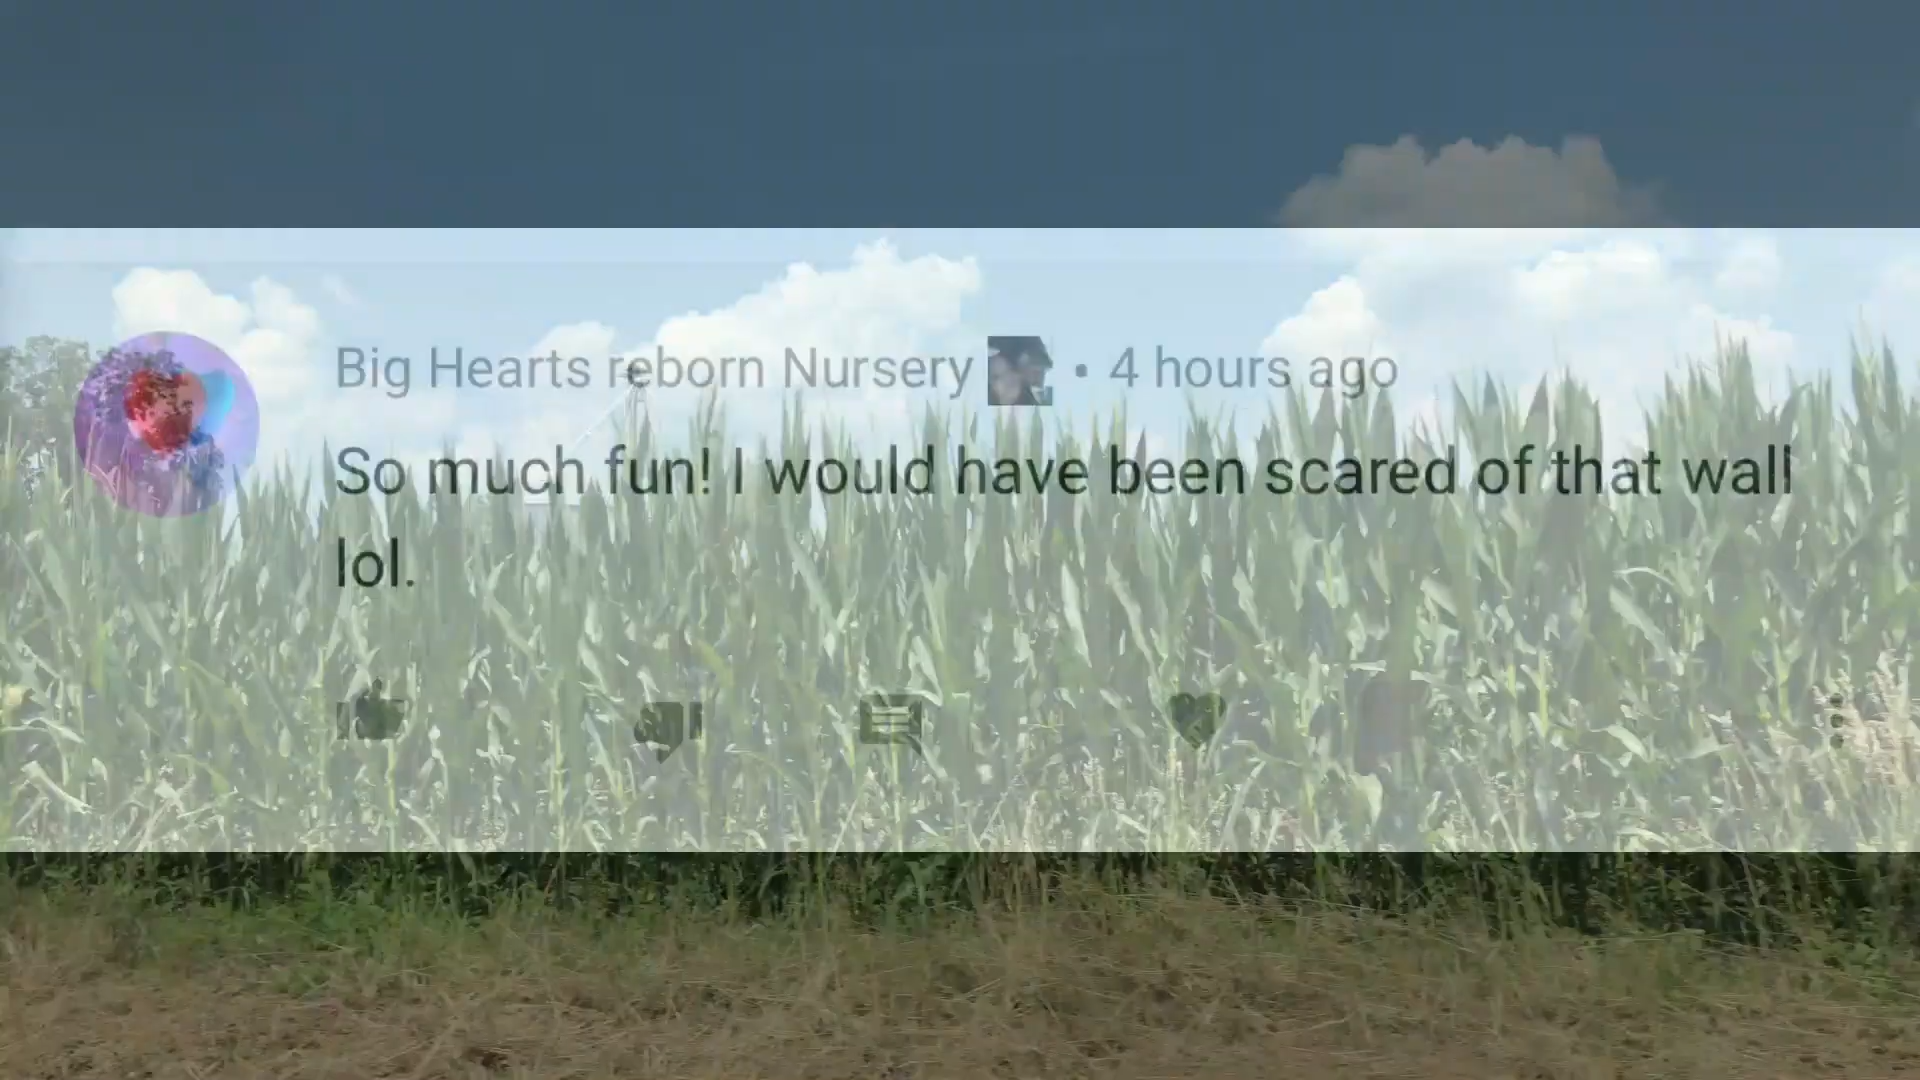 Big Hearts reborn Nursery • 4 hours ago
So much fun! I would have been scared of that wall
lol.